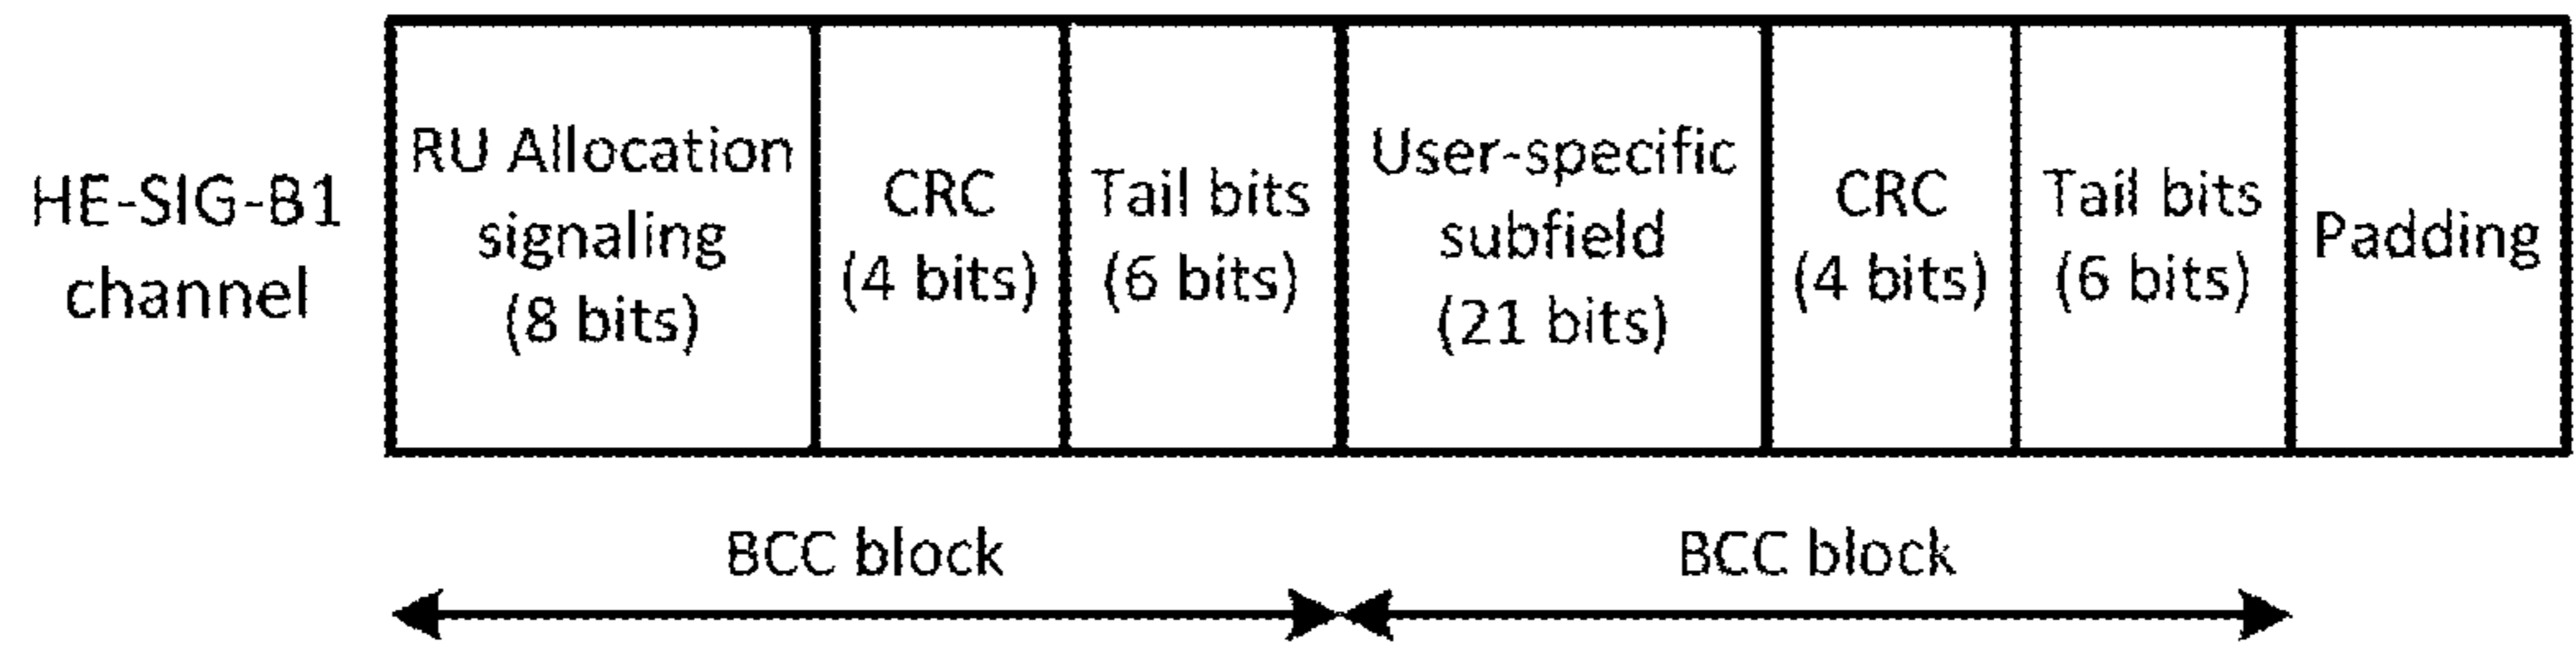 HE-SIG-B1
channel
RU Allocation
signaling
(8 bits)
CRC
(4 bits)
Tail bits
(6 bits)
User-specific
subfield
(21 bits)
CRC
(4 bits)
Tail bits
(6 bits)
Padding
BCC block
BCC block